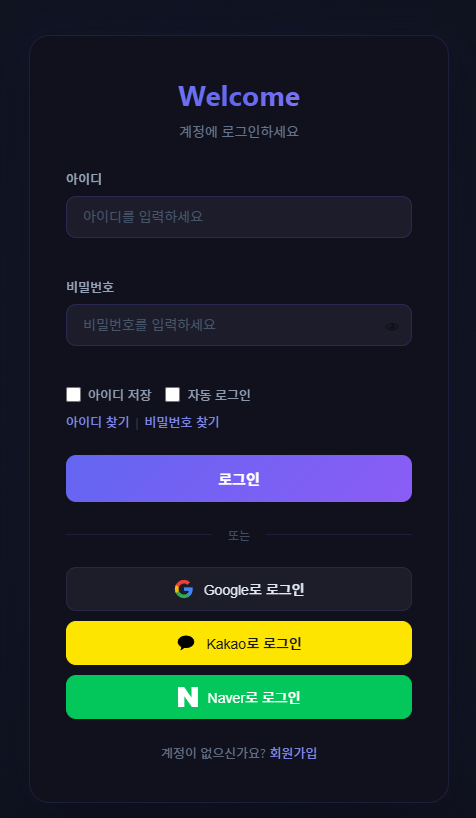 Welcome
계정에 로그인하세요
아이디
아이디를 입력하세요
비밀번호
비밀번호를 입력하세요
아이디 저장 자동 로그인
아이디 찾기 | 비밀번호 찾기
로그인
또는
Google로 로그인
Kakao로 로그인
Naver로 로그인
계정이 없으신가요? 회원가입